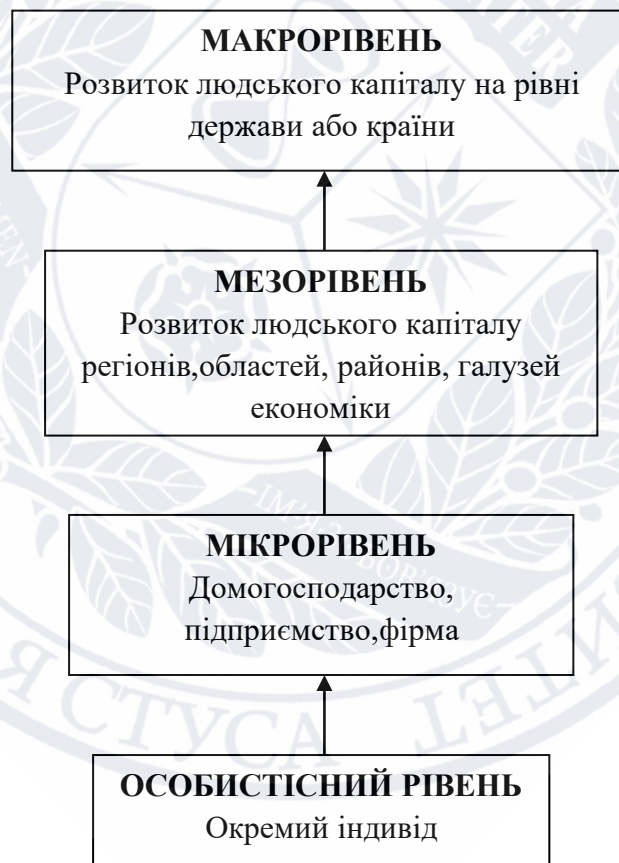 МАКРОРІВЕНЬ
Розвиток людського капіталу на рівні
держави або країни
МЕЗОРІВЕНЬ
Розвиток людського капіталу
регіонів,областей, районів, галузей
економіки
МІКРОРІВЕНЬ
Домогосподарство,
підприємство,фірма
ОСОБИСТІСНИЙ РІВЕНЬ
Окремий індивід
СТУСА